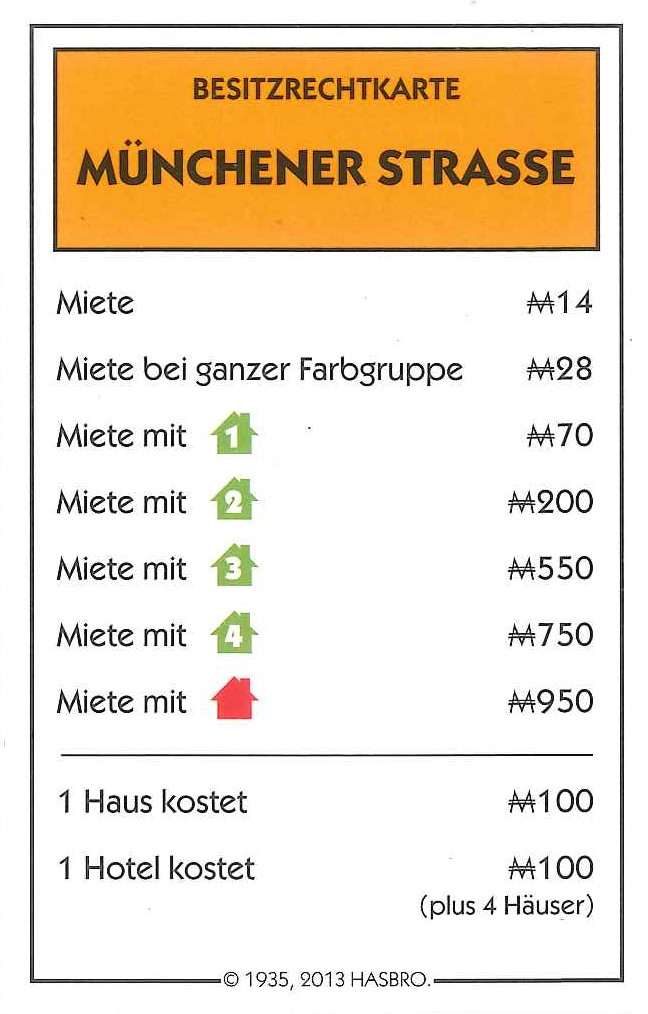 BESITZRECHTKARTE
MÜNCHENER STRASSE
Miete ₩14
Miete bei ganzer Farbgruppe ₩28
Miete mit 1 ₩70
Miete mit 2 ₩200
Miete mit 3 ₩550
Miete mit 4 ₩750
Miete mit ₩950
1 Haus kostet ₩100
1 Hotel kostet ₩100
(plus 4 Häuser)
© 1935, 2013 HASBRO.